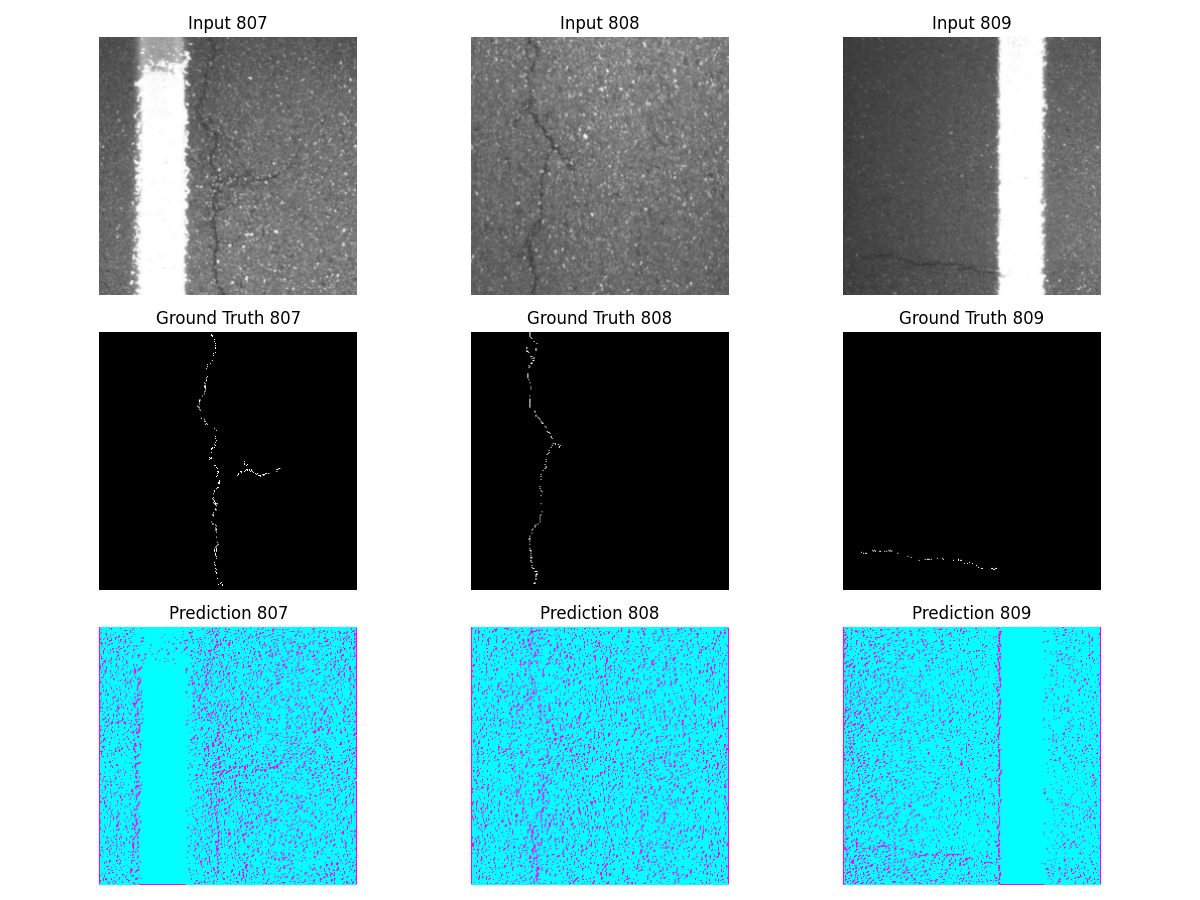 Input 807
Input 808
Input 809
Ground Truth 807
Ground Truth 808
Ground Truth 809
Prediction 807
Prediction 808
Prediction 809